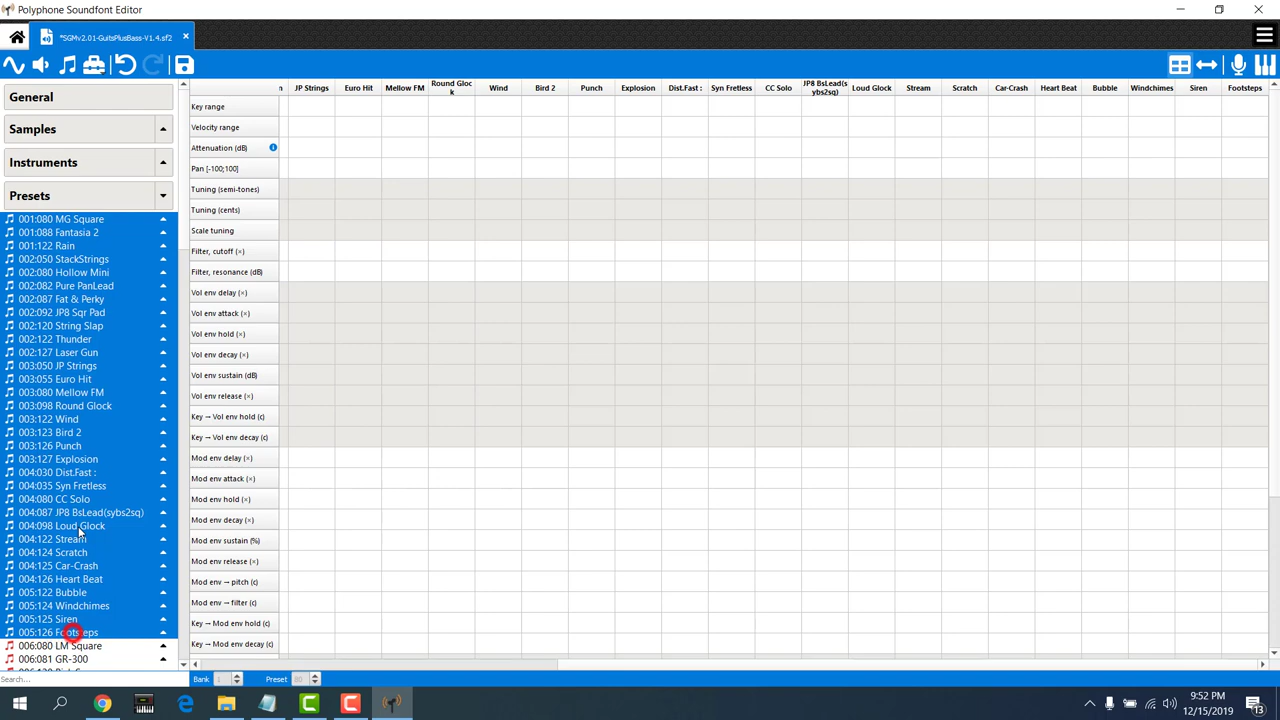 Polyphone Soundfont Editor
*SGMv2.01-GuitsPlusBass-V1.4.sf2
General
Samples
Instruments
Presets
001:080 MG Square
001:088 Fantasia 2
001:122 Rain
002:050 StackStrings
002:080 Hollow Mini
002:082 Pure PanLead
002:087 Fat & Perky
002:092 JP8 Sqr Pad
002:120 String Slap
002:122 Thunder
002:127 Laser Gun
003:050 JP Strings
003:055 Euro Hit
003:080 Mellow FM
003:098 Round Glock
003:122 Wind
003:123 Bird 2
003:126 Punch
003:127 Explosion
004:030 Dist.Fast :
004:035 Syn Fretless
004:080 CC Solo
004:087 JP8 BsLead(sybs2sq)
004:098 Loud Glock
004:122 Stream
004:124 Scratch
004:125 Car-Crash
004:126 Heart Beat
005:122 Bubble
005:124 Windchimes
005:125 Siren
005:126 Footsteps
006:080 LM Square
006:081 GR-300
Search...
n JP Strings Euro Hit Mellow FM Round Gloc k Wind Bird 2 Punch Explosion Dist.Fast : Syn Fretless CC Solo JP8 BsLead(s ybs2sq) Loud Glock Stream Scratch Car-Crash Heart Beat Bubble Windchimes Siren Footsteps
Key range
Velocity range
Attenuation (dB)
Pan [-100;100]
Tuning (semi-tones)
Tuning (cents)
Scale tuning
Filter, cutoff (×)
Filter, resonance (dB)
Vol env delay (×)
Vol env attack (×)
Vol env hold (×)
Vol env decay (×)
Vol env sustain (dB)
Vol env release (×)
Key → Vol env hold (c)
Key → Vol env decay (c)
Mod env delay (×)
Mod env attack (×)
Mod env hold (×)
Mod env decay (×)
Mod env sustain (%)
Mod env release (×)
Mod env → pitch (c)
Mod env → filter (c)
Key → Mod env hold (c)
Key → Mod env decay (c)
Bank 1 Preset 80
9:52 PM
12/15/2019
13